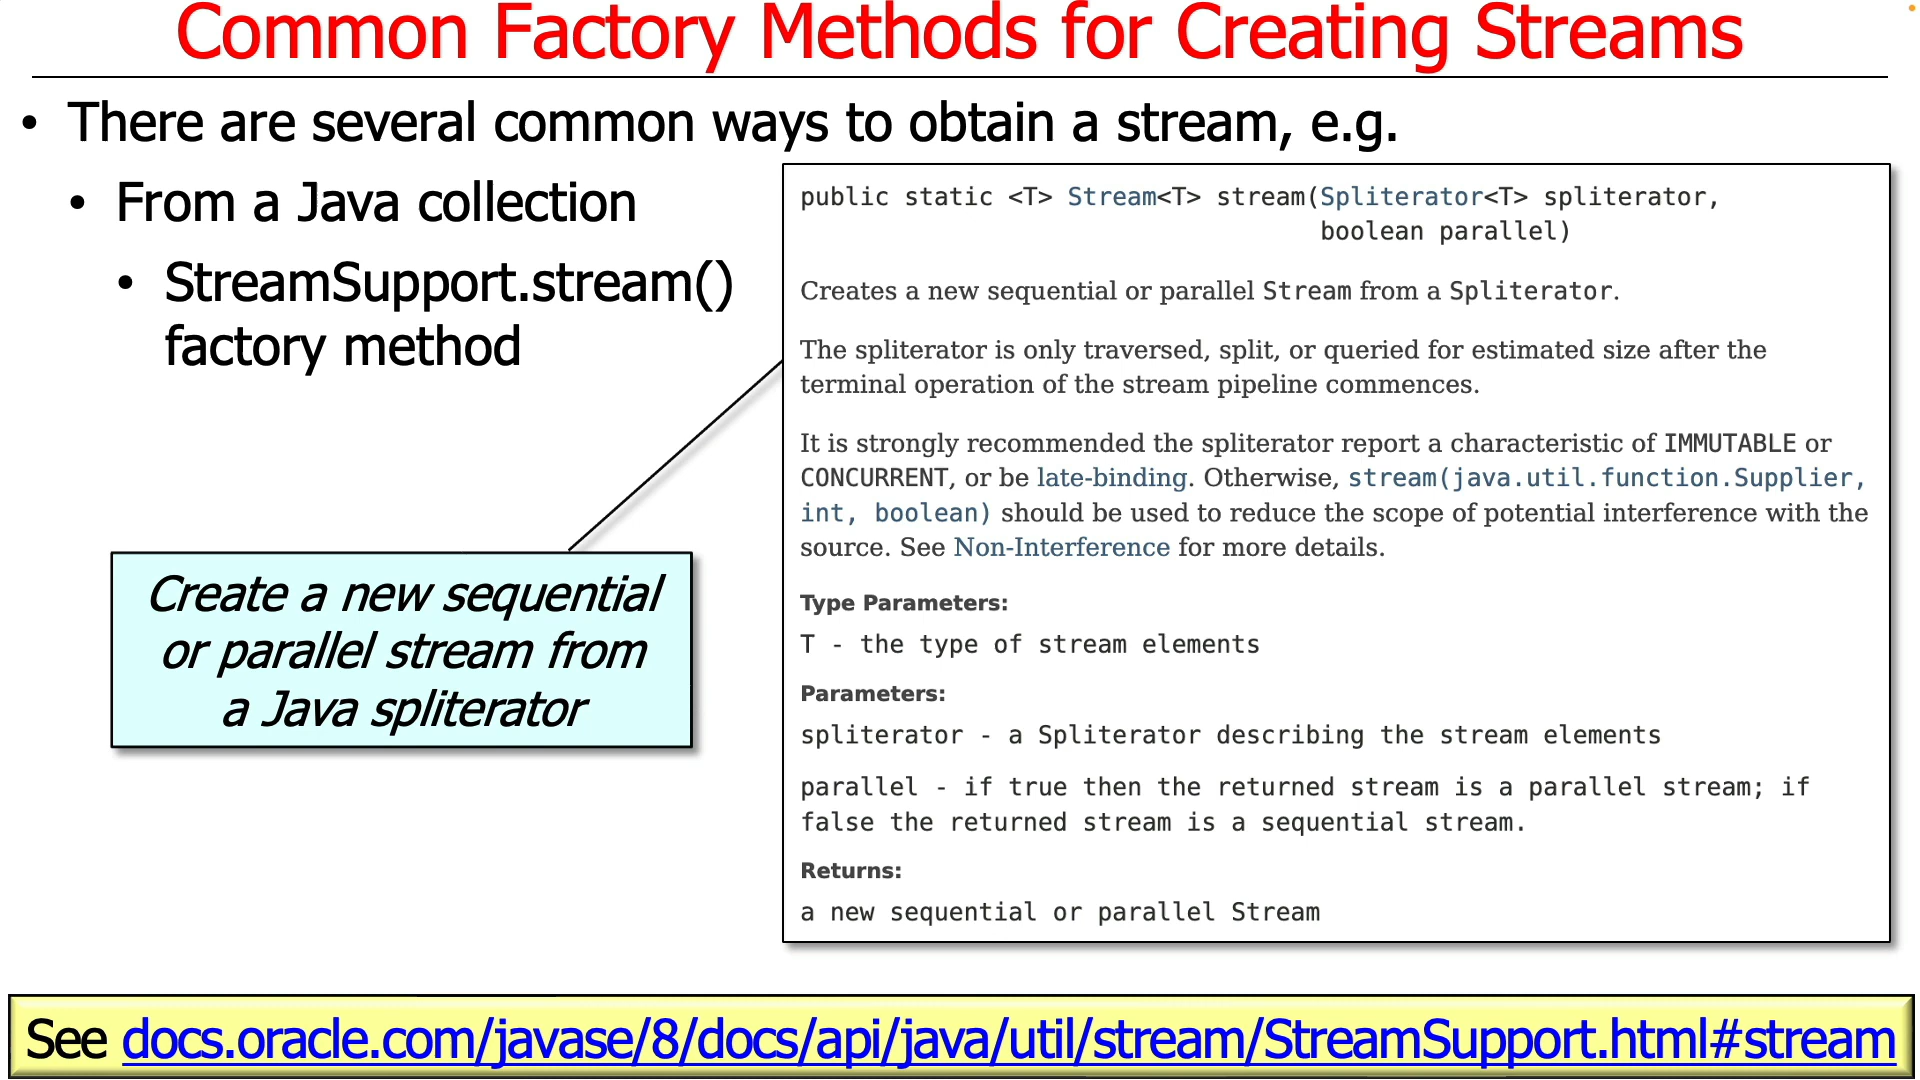 Common Factory Methods for Creating Streams
• There are several common ways to obtain a stream, e.g.
• From a Java collection
• StreamSupport.stream()
factory method
public static <T> Stream<T> stream(Spliterator<T> spliterator,
boolean parallel)
Creates a new sequential or parallel Stream from a Spliterator.
The spliterator is only traversed, split, or queried for estimated size after the
terminal operation of the stream pipeline commences.
It is strongly recommended the spliterator report a characteristic of IMMUTABLE or
CONCURRENT, or be late-binding. Otherwise, stream(java.util.function.Supplier,
int, boolean) should be used to reduce the scope of potential interference with the
source. See Non-Interference for more details.
Type Parameters:
T - the type of stream elements
Parameters:
spliterator - a Spliterator describing the stream elements
parallel - if true then the returned stream is a parallel stream; if
false the returned stream is a sequential stream.
Returns:
a new sequential or parallel Stream
Create a new sequential
or parallel stream from
a Java spliterator
See docs.oracle.com/javase/8/docs/api/java/util/stream/StreamSupport.html#stream